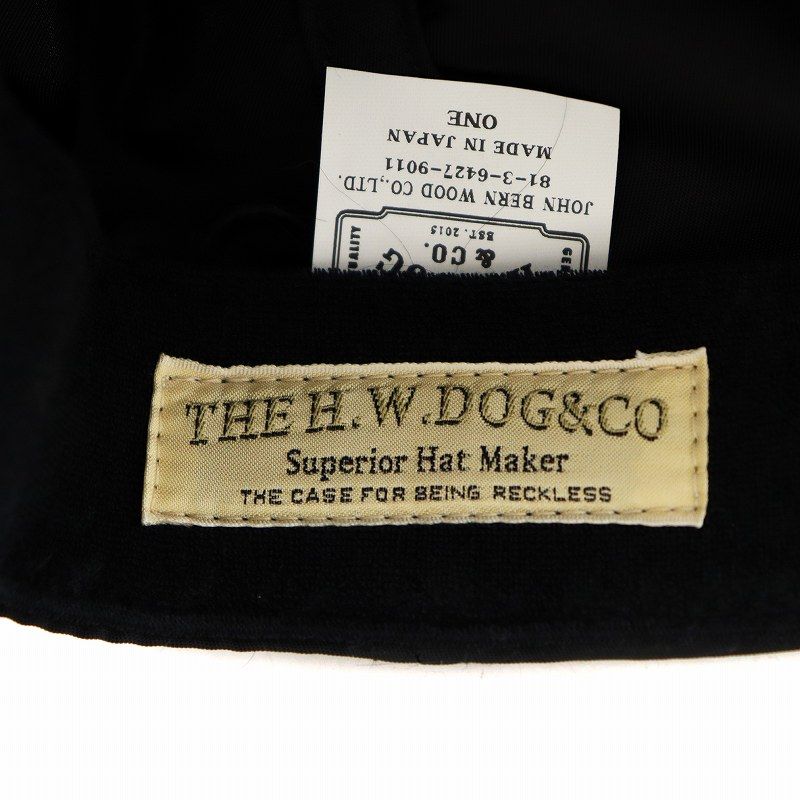 ONE
MADE IN JAPAN
81-3-6427-9011
JOHN BERN WOOD CO.,LTD.
EST. 2015
& CO.
THE H.W.DOG&CO
Superior Hat Maker
THE CASE FOR BEING RECKLESS